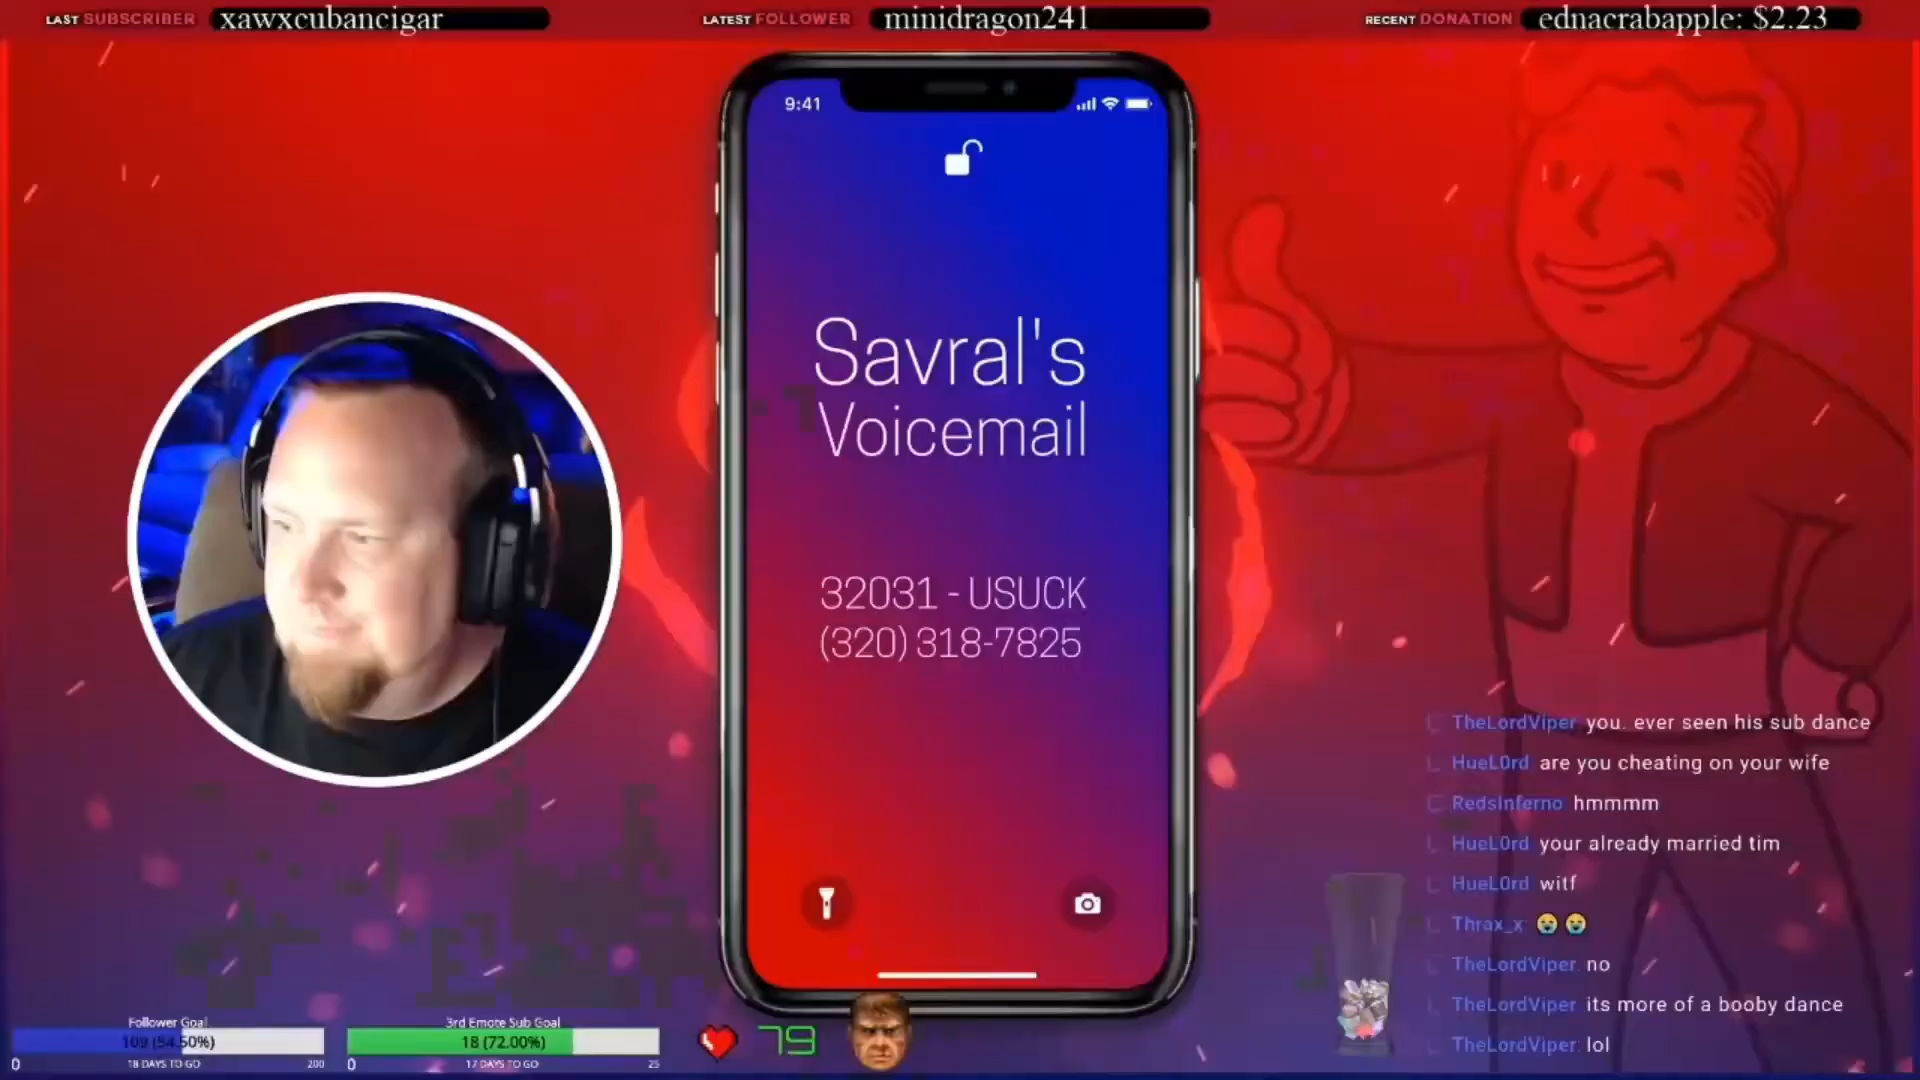 LAST SUBSCRIBER xawxcubancigar
LATEST FOLLOWER minidragon241
RECENT DONATION ednacrabapple: $2.23
9:41
Savral's
Voicemail
32031 - USUCK
(320) 318-7825
TheLordViper you. ever seen his sub dance
HueL0rd are you cheating on your wife
RedsInferno hmmmm
HueL0rd your already married tim
HueL0rd witf
Thrax_x: 😭 😭
TheLordViper no
TheLordViper its more of a booby dance
TheLordViper: lol
Follower Goal
109 (54.50%)
0 18 DAYS TO GO 200
3rd Emote Sub Goal
18 (72.00%)
0 17 DAYS TO GO 25
79